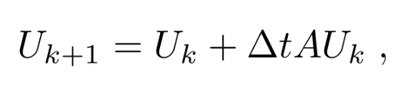 U_{k+1} = U_k + ΔtAU_k ,